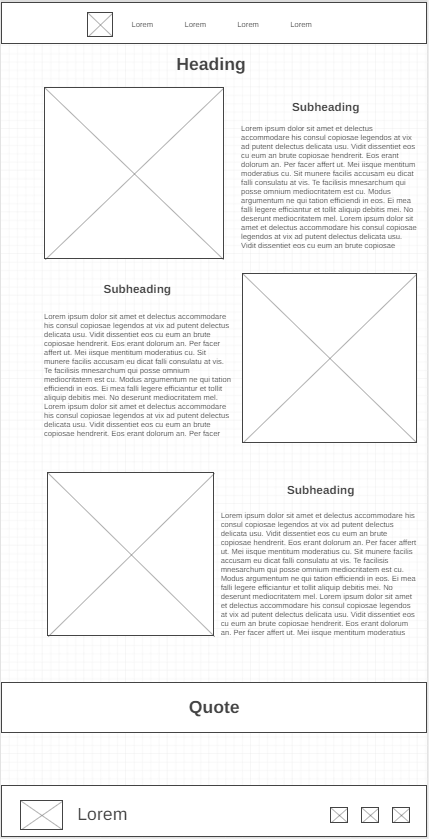 Lorem Lorem Lorem Lorem
Heading
Subheading
Lorem ipsum dolor sit amet et delectus
accommodare his consul copiosae legendos at vix
ad putent delectus delicata usu. Vidit dissentiet eos
cu eum an brute copiosae hendrerit. Eos erant
dolorum an. Per facer affert ut. Mei iisque mentitum
moderatius cu. Sit munere facilis accusam eu dicat
falli consulatu at vis. Te facilisis mnesarchum qui
posse omnium mediocritatem est cu. Modus
argumentum ne qui tation efficiendi in eos. Ei mea
falli legere efficiantur et tollit aliquip debitis mei. No
deserunt mediocritatem mel. Lorem ipsum dolor sit
amet et delectus accommodare his consul copiosae
legendos at vix ad putent delectus delicata usu.
Vidit dissentiet eos cu eum an brute copiosae
Subheading
Lorem ipsum dolor sit amet et delectus accommodare
his consul copiosae legendos at vix ad putent delectus
delicata usu. Vidit dissentiet eos cu eum an brute
copiosae hendrerit. Eos erant dolorum an. Per facer
affert ut. Mei iisque mentitum moderatius cu. Sit
munere facilis accusam eu dicat falli consulatu at vis.
Te facilisis mnesarchum qui posse omnium
mediocritatem est cu. Modus argumentum ne qui tation
efficiendi in eos. Ei mea falli legere efficiantur et tollit
aliquip debitis mei. No deserunt mediocritatem mel.
Lorem ipsum dolor sit amet et delectus accommodare
his consul copiosae legendos at vix ad putent delectus
delicata usu. Vidit dissentiet eos cu eum an brute
copiosae hendrerit. Eos erant dolorum an. Per facer
Subheading
Lorem ipsum dolor sit amet et delectus accommodare his
consul copiosae legendos at vix ad putent delectus
delicata usu. Vidit dissentiet eos cu eum an brute
copiosae hendrerit. Eos erant dolorum an. Per facer affert
ut. Mei iisque mentitum moderatius cu. Sit munere facilis
accusam eu dicat falli consulatu at vis. Te facilisis
mnesarchum qui posse omnium mediocritatem est cu.
Modus argumentum ne qui tation efficiendi in eos. Ei mea
falli legere efficiantur et tollit aliquip debitis mei. No
deserunt mediocritatem mel. Lorem ipsum dolor sit amet
et delectus accommodare his consul copiosae legendos
at vix ad putent delectus delicata usu. Vidit dissentiet eos
cu eum an brute copiosae hendrerit. Eos erant dolorum
an. Per facer affert ut. Mei iisque mentitum moderatius
Quote
Lorem